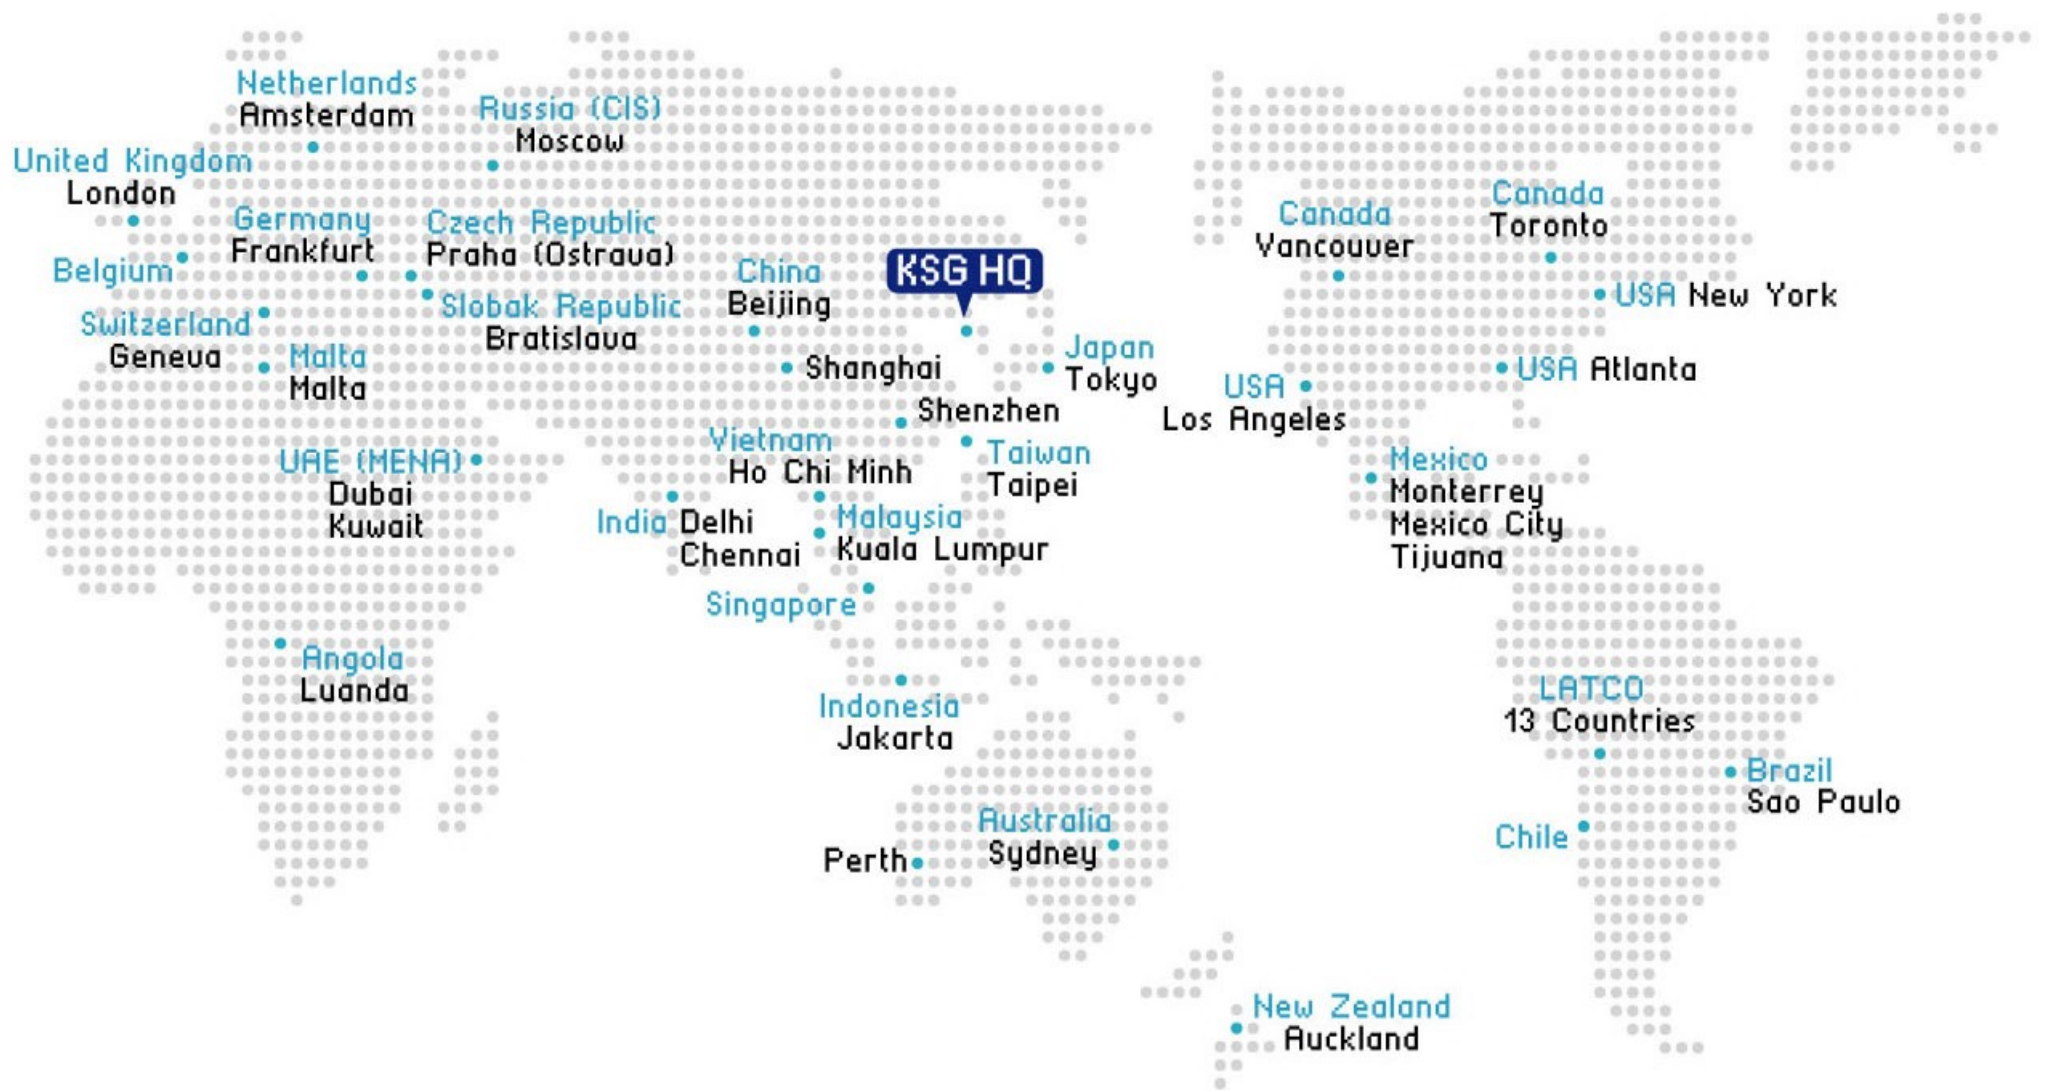 Netherlands
Amsterdam
Russia (CIS)
Moscow
United Kingdom
London
Germany
Frankfurt
Czech Republic
Praha (Ostrava)
Belgium
Slobak Republic
Bratislava
Switzerland
Geneva
Malta
Malta
China
Beijing
Shanghai
Shenzhen
KSG HQ
Japan
Tokyo
Canada
Vancouver
Canada
Toronto
USA New York
USA Atlanta
USA
Los Angeles
UAE (MENA)
Dubai
Kuwait
Vietnam
Ho Chi Minh
Taiwan
Taipei
India Delhi
Chennai
Malaysia
Kuala Lumpur
Singapore
Mexico
Monterrey
Mexico City
Tijuana
Angola
Luanda
Indonesia
Jakarta
LATCO
13 Countries
Brazil
Sao Paulo
Chile
Australia
Sydney
Perth
New Zealand
Auckland